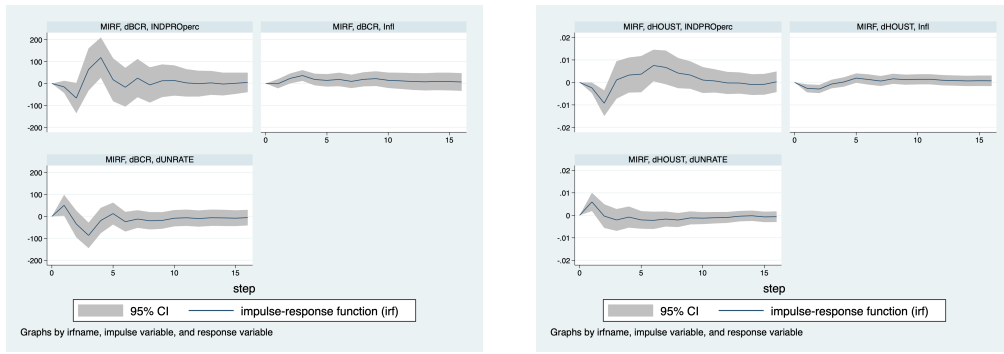 MIRF, dBCR, INDPROperc
MIRF, dBCR, Infl
200
100
0
-100
-200
0
5
10
15
MIRF, dBCR, dUNRATE
200
100
0
-100
-200
0
5
10
15
step
95% CI
impulse-response function (irf)
Graphs by irfname, impulse variable, and response variable
MIRF, dHOUST, INDPROperc
MIRF, dHOUST, Infl
.02
.01
0
-.01
-.02
0
5
10
15
MIRF, dHOUST, dUNRATE
.02
.01
0
-.01
-.02
0
5
10
15
step
95% CI
impulse-response function (irf)
Graphs by irfname, impulse variable, and response variable